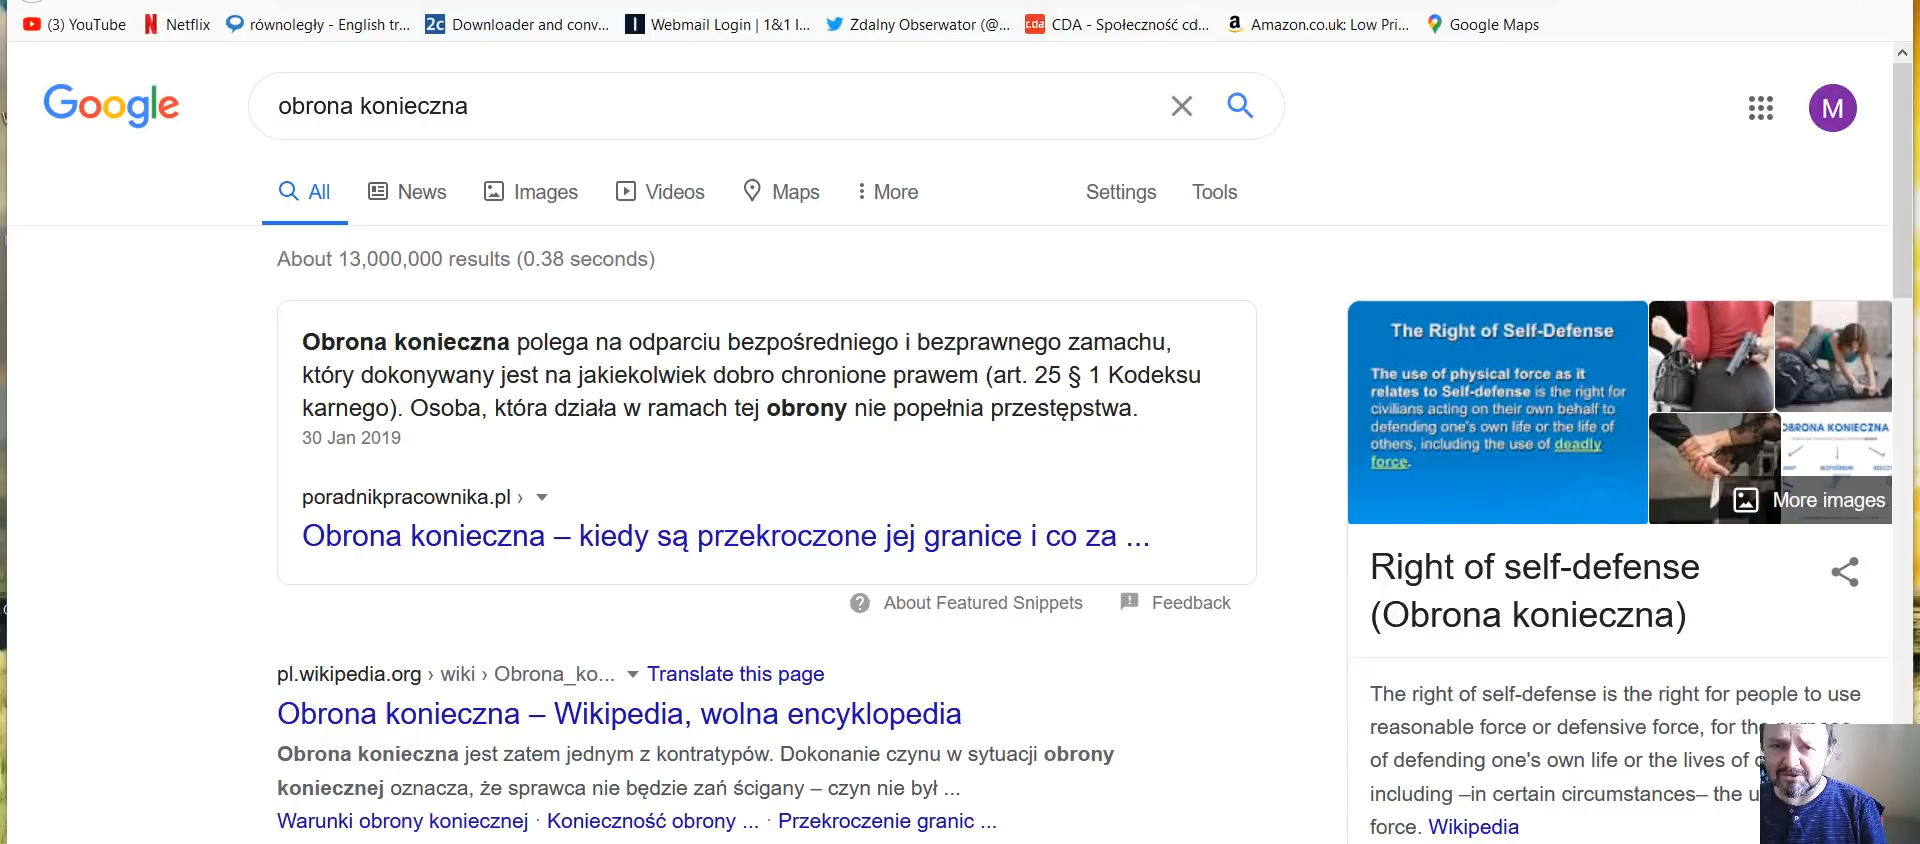 (3) YouTube Netflix równoległy - English tr... Downloader and conv... Webmail Login | 1&1 I... Zdalny Obserwator (@... CDA - Społeczność cd... Amazon.co.uk: Low Pri... Google Maps
Google
obrona konieczna
M
All News Images Videos Maps More Settings Tools
About 13,000,000 results (0.38 seconds)
Obrona konieczna polega na odparciu bezpośredniego i bezprawnego zamachu,
który dokonywany jest na jakiekolwiek dobro chronione prawem (art. 25 § 1 Kodeksu
karnego). Osoba, która działa w ramach tej obrony nie popełnia przestępstwa.
30 Jan 2019
poradnikpracownika.pl ›
Obrona konieczna – kiedy są przekroczone jej granice i co za ...
About Featured Snippets Feedback
pl.wikipedia.org › wiki › Obrona_ko... Translate this page
Obrona konieczna – Wikipedia, wolna encyklopedia
Obrona konieczna jest zatem jednym z kontratypów. Dokonanie czynu w sytuacji obrony
koniecznej oznacza, że sprawca nie będzie zań ścigany – czyn nie był ...
Warunki obrony koniecznej · Konieczność obrony ... · Przekroczenie granic ...
The Right of Self-Defense
The use of physical force as it
relates to Self-defense is the right for
civilians acting on their own behalf to
defending one's own life or the life of
others, including the use of deadly
force.
OBRONA KONIECZNA
More images
Right of self-defense
(Obrona konieczna)
The right of self-defense is the right for people to use
reasonable force or defensive force, for the
of defending one's own life or the lives of
including –in certain circumstances– the
force. Wikipedia